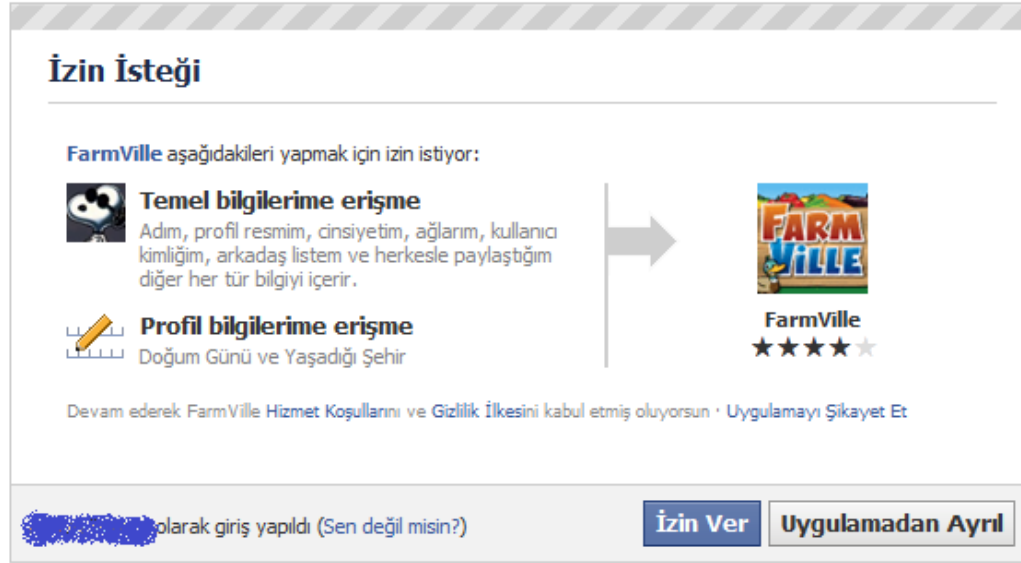 İzin İsteği
FarmVille aşağıdakileri yapmak için izin istiyor:
Temel bilgilerime erişme
Adım, profil resmim, cinsiyetim, ağlarım, kullanıcı
kimliğim, arkadaş listem ve herkesle paylaştığım
diğer her tür bilgiyi içerir.
Profil bilgilerime erişme
Doğum Günü ve Yaşadığı Şehir
FARM
VILLE
FarmVille
Devam ederek FarmVille Hizmet Koşullarını ve Gizlilik İlkesini kabul etmiş oluyorsun · Uygulamayı Şikayet Et
olarak giriş yapıldı (Sen değil misin?)
İzin Ver
Uygulamadan Ayrıl